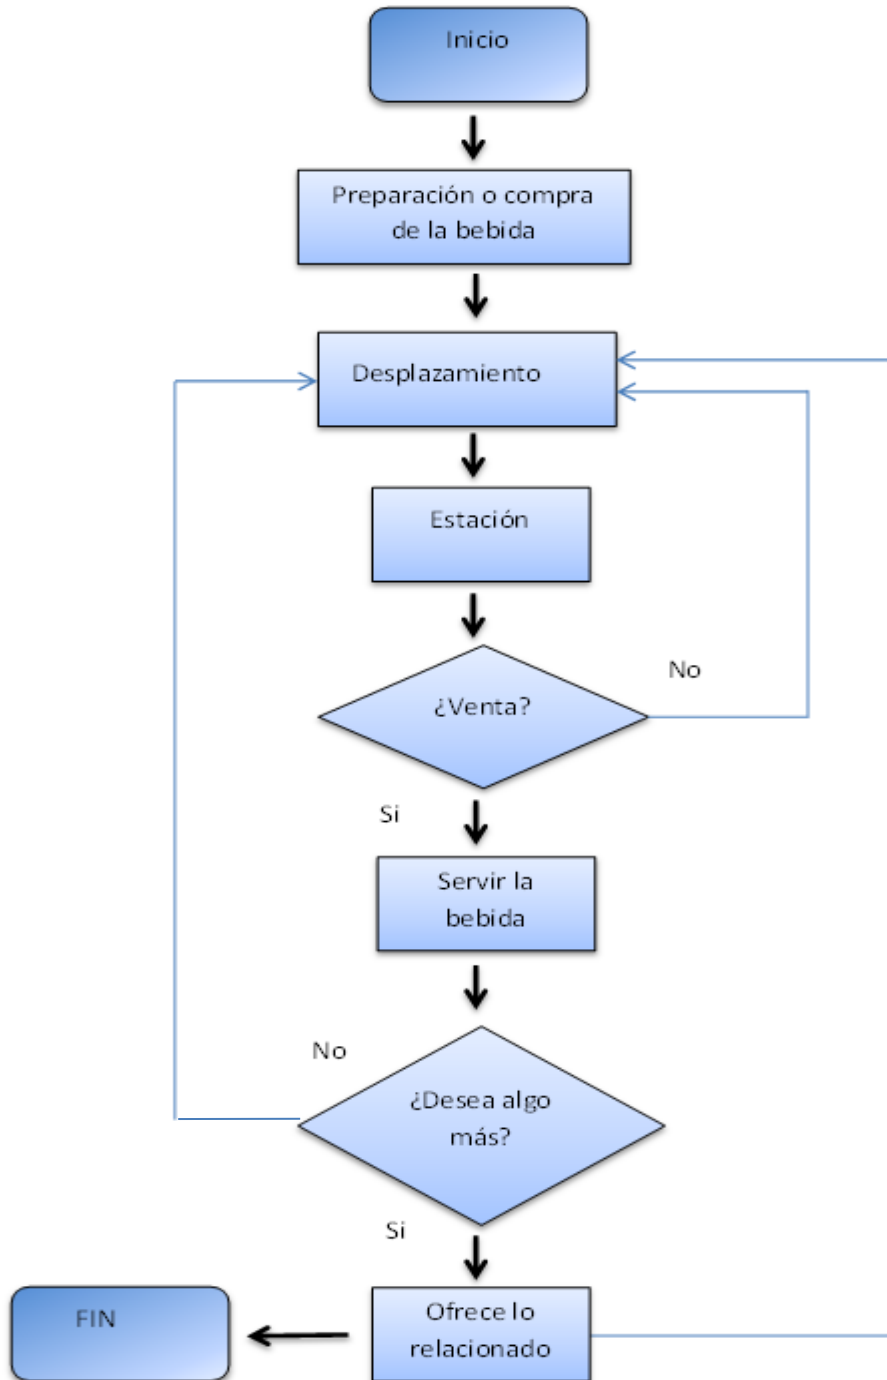 Inicio
Preparación o compra
de la bebida
Desplazamiento
Estación
No
¿Venta?
Si
Servir la
bebida
No
¿Desea algo
más?
Si
FIN
Ofrece lo
relacionado